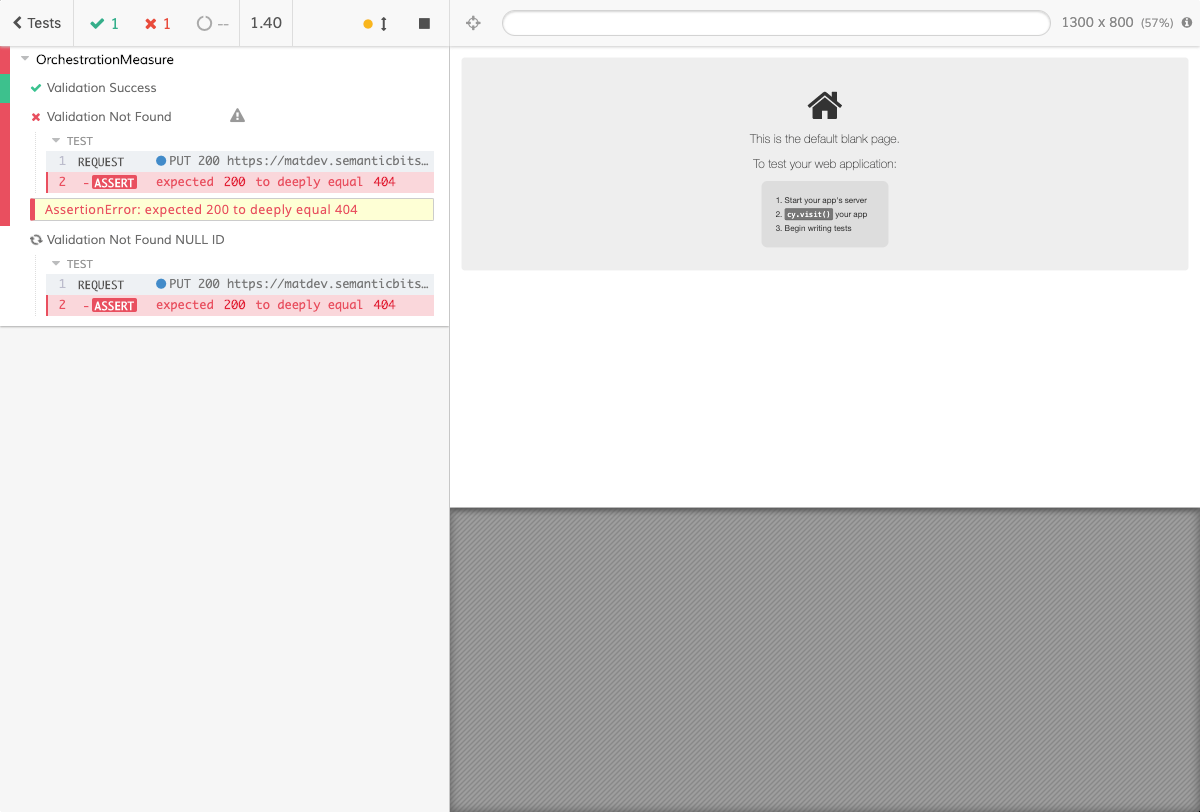 Tests 1 1 -- 1.40 1300 x 800 (57%)
OrchestrationMeasure
Validation Success
Validation Not Found
TEST
1 REQUEST PUT 200 https://matdev.semanticbits…
2 -ASSERT expected 200 to deeply equal 404
AssertionError: expected 200 to deeply equal 404
Validation Not Found NULL ID
TEST
1 REQUEST PUT 200 https://matdev.semanticbits…
2 -ASSERT expected 200 to deeply equal 404
This is the default blank page.
To test your web application:
1. Start your app's server
2. cy.visit() your app
3. Begin writing tests